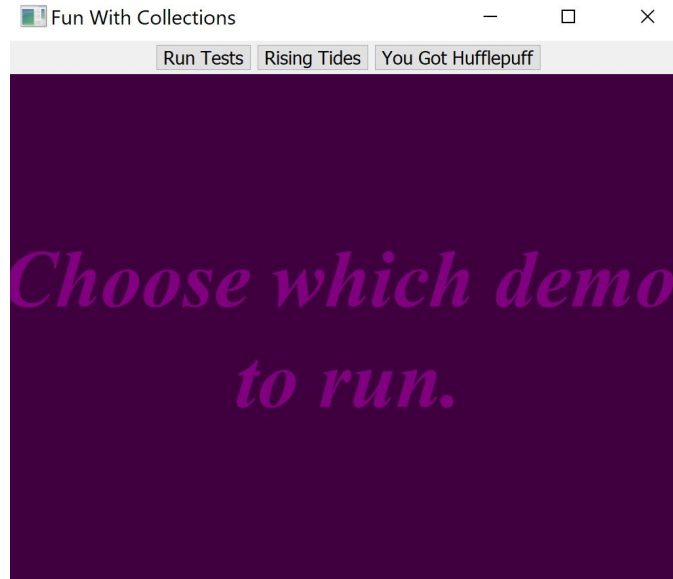 Fun With Collections
Run Tests Rising Tides You Got Hufflepuff
Choose which demo
to run.